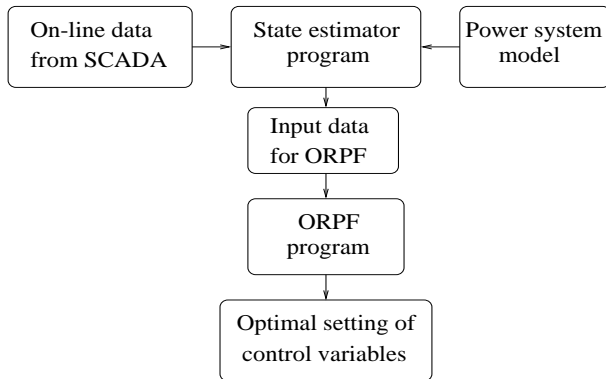 On-line data
from SCADA
State estimator
program
Power system
model
Input data
for ORPF
ORPF
program
Optimal setting of
control variables